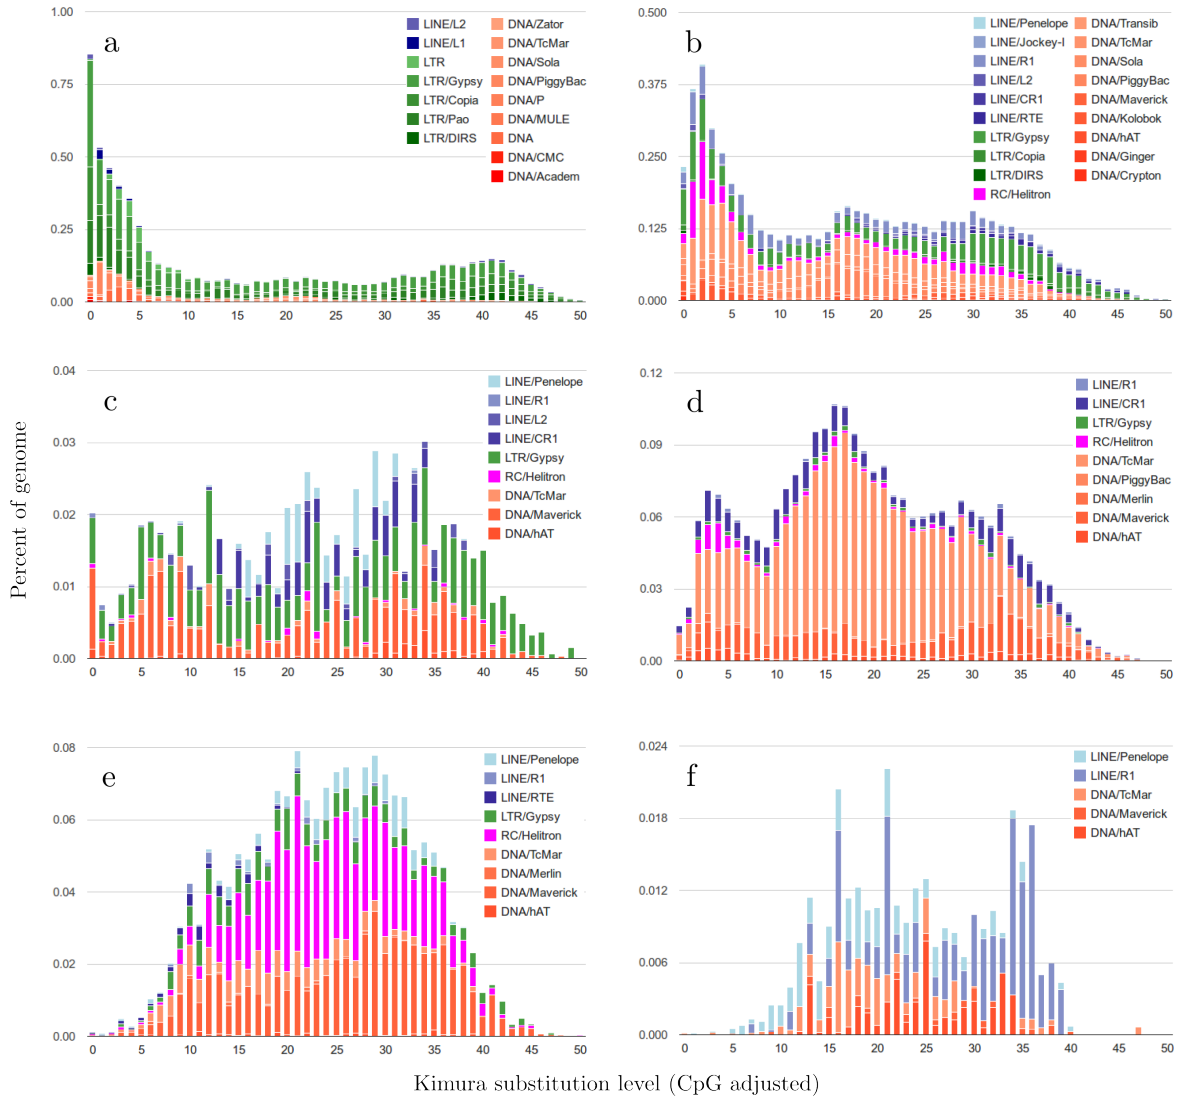 1.00
0.75
0.50
0.25
0.00
a
LINE/L2
LINE/L1
LTR
LTR/Gypsy
LTR/Copia
LTR/Pao
LTR/DIRS
DNA/Zator
DNA/TcMar
DNA/Sola
DNA/PiggyBac
DNA/P
DNA/MULE
DNA
DNA/CMC
DNA/Academ
0 5 10 15 20 25 30 35 40 45 50
0.500
0.375
0.250
0.125
0.000
b
LINE/Penelope
LINE/Jockey-I
LINE/R1
LINE/L2
LINE/CR1
LINE/RTE
LTR/Gypsy
LTR/Copia
LTR/DIRS
RC/Helitron
DNA/Transib
DNA/TcMar
DNA/Sola
DNA/PiggyBac
DNA/Maverick
DNA/Kolobok
DNA/hAT
DNA/Ginger
DNA/Crypton
0 5 10 15 20 25 30 35 40 45 50
Percent of genome
0.04
0.03
0.02
0.01
0.00
c
LINE/Penelope
LINE/R1
LINE/L2
LINE/CR1
LTR/Gypsy
RC/Helitron
DNA/TcMar
DNA/Maverick
DNA/hAT
0 5 10 15 20 25 30 35 40 45 50
0.12
0.09
0.06
0.03
0.00
d
LINE/R1
LINE/CR1
LTR/Gypsy
RC/Helitron
DNA/TcMar
DNA/PiggyBac
DNA/Merlin
DNA/Maverick
DNA/hAT
0 5 10 15 20 25 30 35 40 45 50
0.08
0.06
0.04
0.02
0.00
e
LINE/Penelope
LINE/R1
LINE/RTE
LTR/Gypsy
RC/Helitron
DNA/TcMar
DNA/Merlin
DNA/Maverick
DNA/hAT
0 5 10 15 20 25 30 35 40 45 50
0.024
0.018
0.012
0.006
0.000
f
LINE/Penelope
LINE/R1
DNA/TcMar
DNA/Maverick
DNA/hAT
0 5 10 15 20 25 30 35 40 45 50
Kimura substitution level (CpG adjusted)